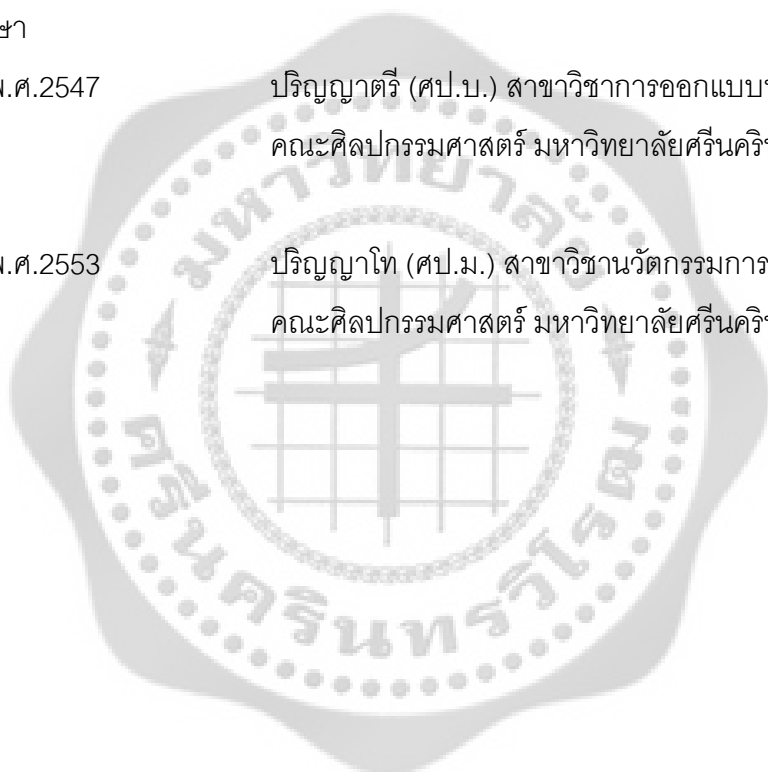 ษา
พ.ศ.2547 ปริญญาตรี (ศป.บ.) สาขาวิชาการออกแบบ
คณะศิลปกรรมศาสตร์ มหาวิทยาลัยศรีนคริ
พ.ศ.2553 ปริญญาโท (ศป.ม.) สาขาวิชานวัตกรรมการ
คณะศิลปกรรมศาสตร์ มหาวิทยาลัยศรีนคริ
มหาวิทยาลัย
ศรีนครินทรวิโรฒ